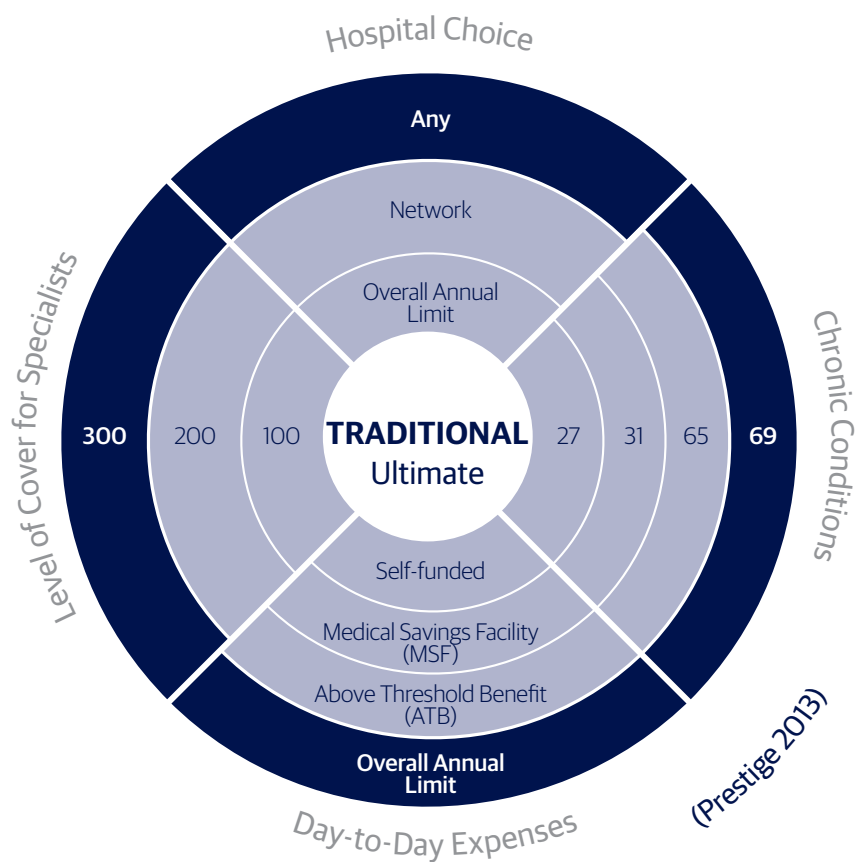 Hospital Choice
Any
Network
Overall Annual
Limit
Level of Cover for Specialists
300
200
100
TRADITIONAL
Ultimate
27
31
65
69
Chronic Conditions
Self-funded
Medical Savings Facility
(MSF)
Above Threshold Benefit
(ATB)
Overall Annual
Limit
Day-to-Day Expenses
(Prestige 2013)